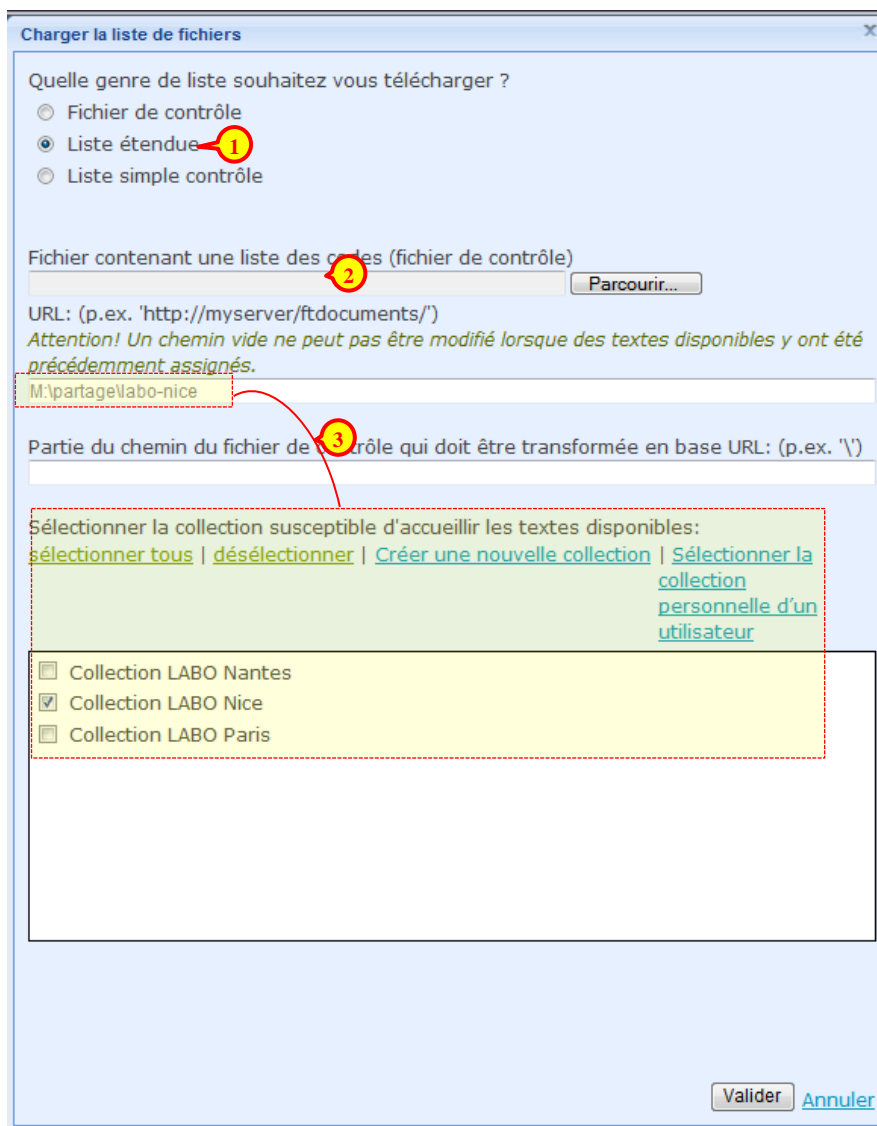 Charger la liste de fichiers
x
Quelle genre de liste souhaitez vous télécharger ?
Fichier de contrôle
Liste étendue
1
Liste simple contrôle
Fichier contenant une liste des codes (fichier de contrôle)
2
Parcourir...
URL: (p.ex. 'http://myserver/ftdocuments/')
Attention! Un chemin vide ne peut pas être modifié lorsque des textes disponibles y ont été
précédemment assignés.
M:\partage\labo-nice
3
Partie du chemin du fichier de contrôle qui doit être transformée en base URL: (p.ex. '\')
Sélectionner la collection susceptible d'accueillir les textes disponibles:
sélectionner tous | désélectionner | Créer une nouvelle collection | Sélectionner la
collection
personnelle d'un
utilisateur
Collection LABO Nantes
Collection LABO Nice
Collection LABO Paris
Valider Annuler